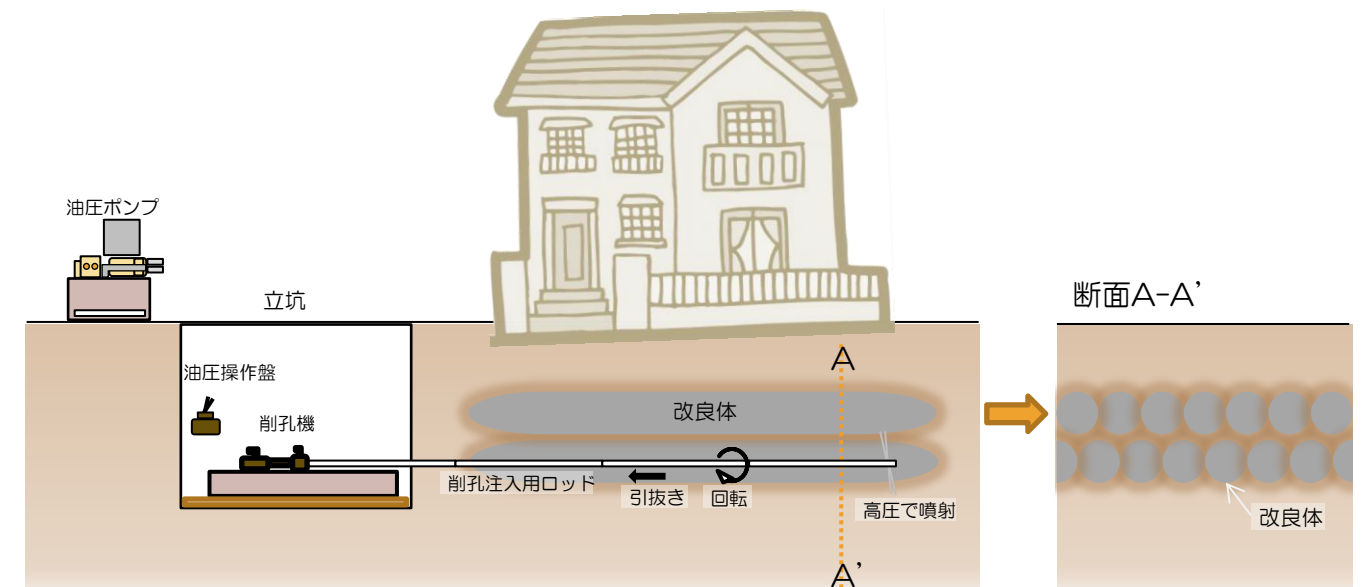 油圧ポンプ
立坑
断面A-A’
油圧操作盤
A
削孔機
改良体
削孔注入用ロッド
引抜き
回転
高圧で噴射
改良体
A’